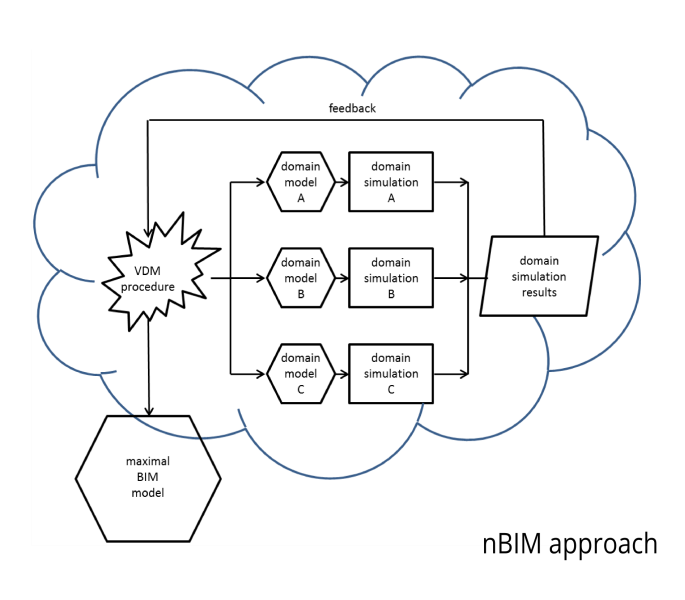 feedback
domain
model
A
domain
simulation
A
VDM
procedure
domain
model
B
domain
simulation
B
domain
simulation
results
domain
model
C
domain
simulation
C
maximal
BIM
model
nBIM approach